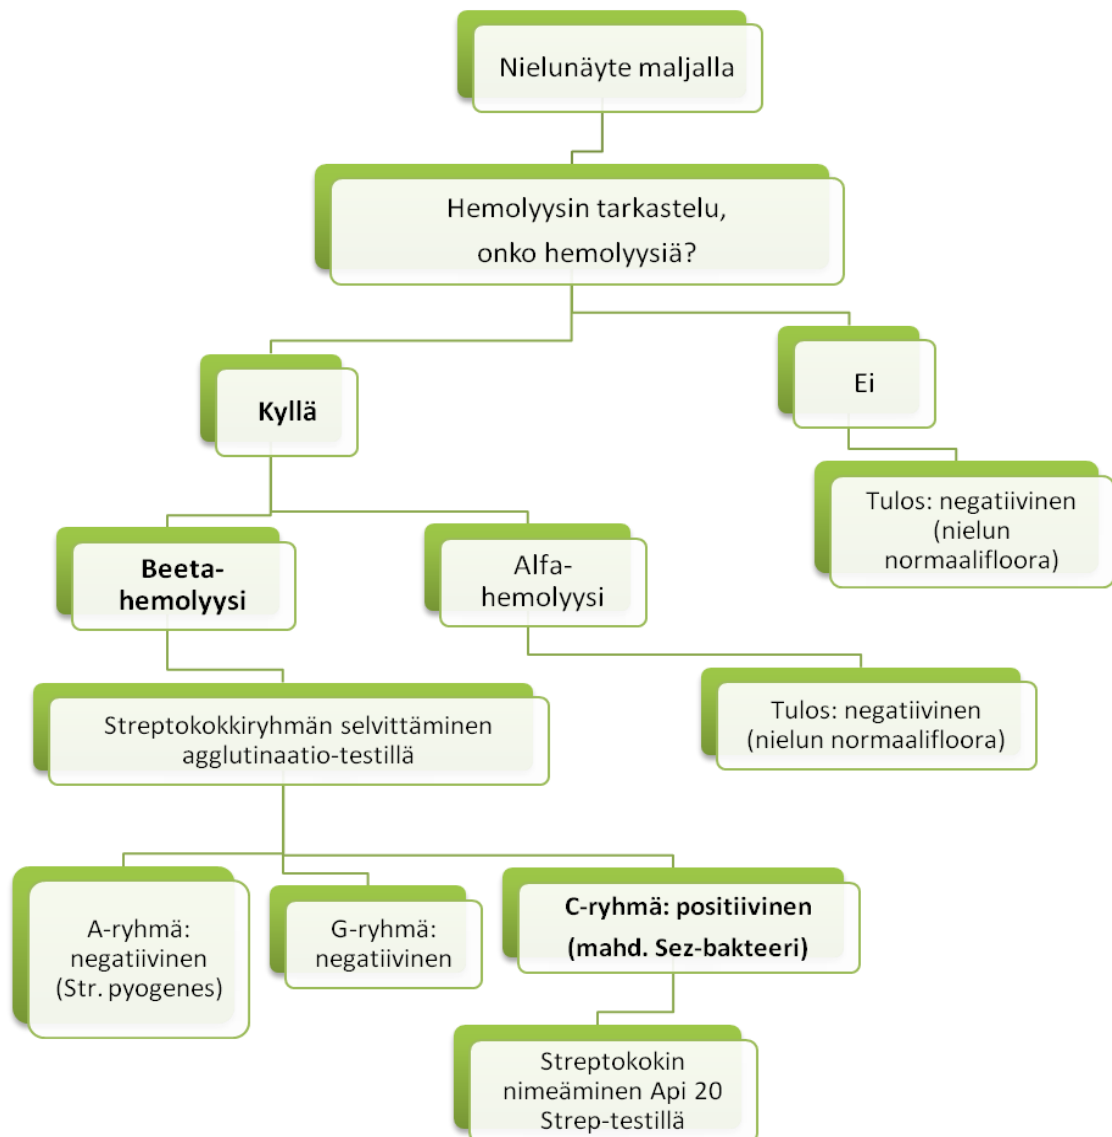 Nielunäyte maljalla
Hemolyysin tarkastelu,
onko hemolyysiä?
Kyllä
Ei
Tulos: negatiivinen
(nielun
normaalifloora)
Beeta-
hemolyysi
Alfa-
hemolyysi
Tulos: negatiivinen
(nielun normaalifloora)
Streptokokkiryhmän selvittäminen
agglutinaatio-testillä
A-ryhmä:
negatiivinen
(Str. pyogenes)
G-ryhmä:
negatiivinen
C-ryhmä: positiivinen
(mahd. Sez-bakteeri)
Streptokokin
nimeäminen Api 20
Strep-testillä